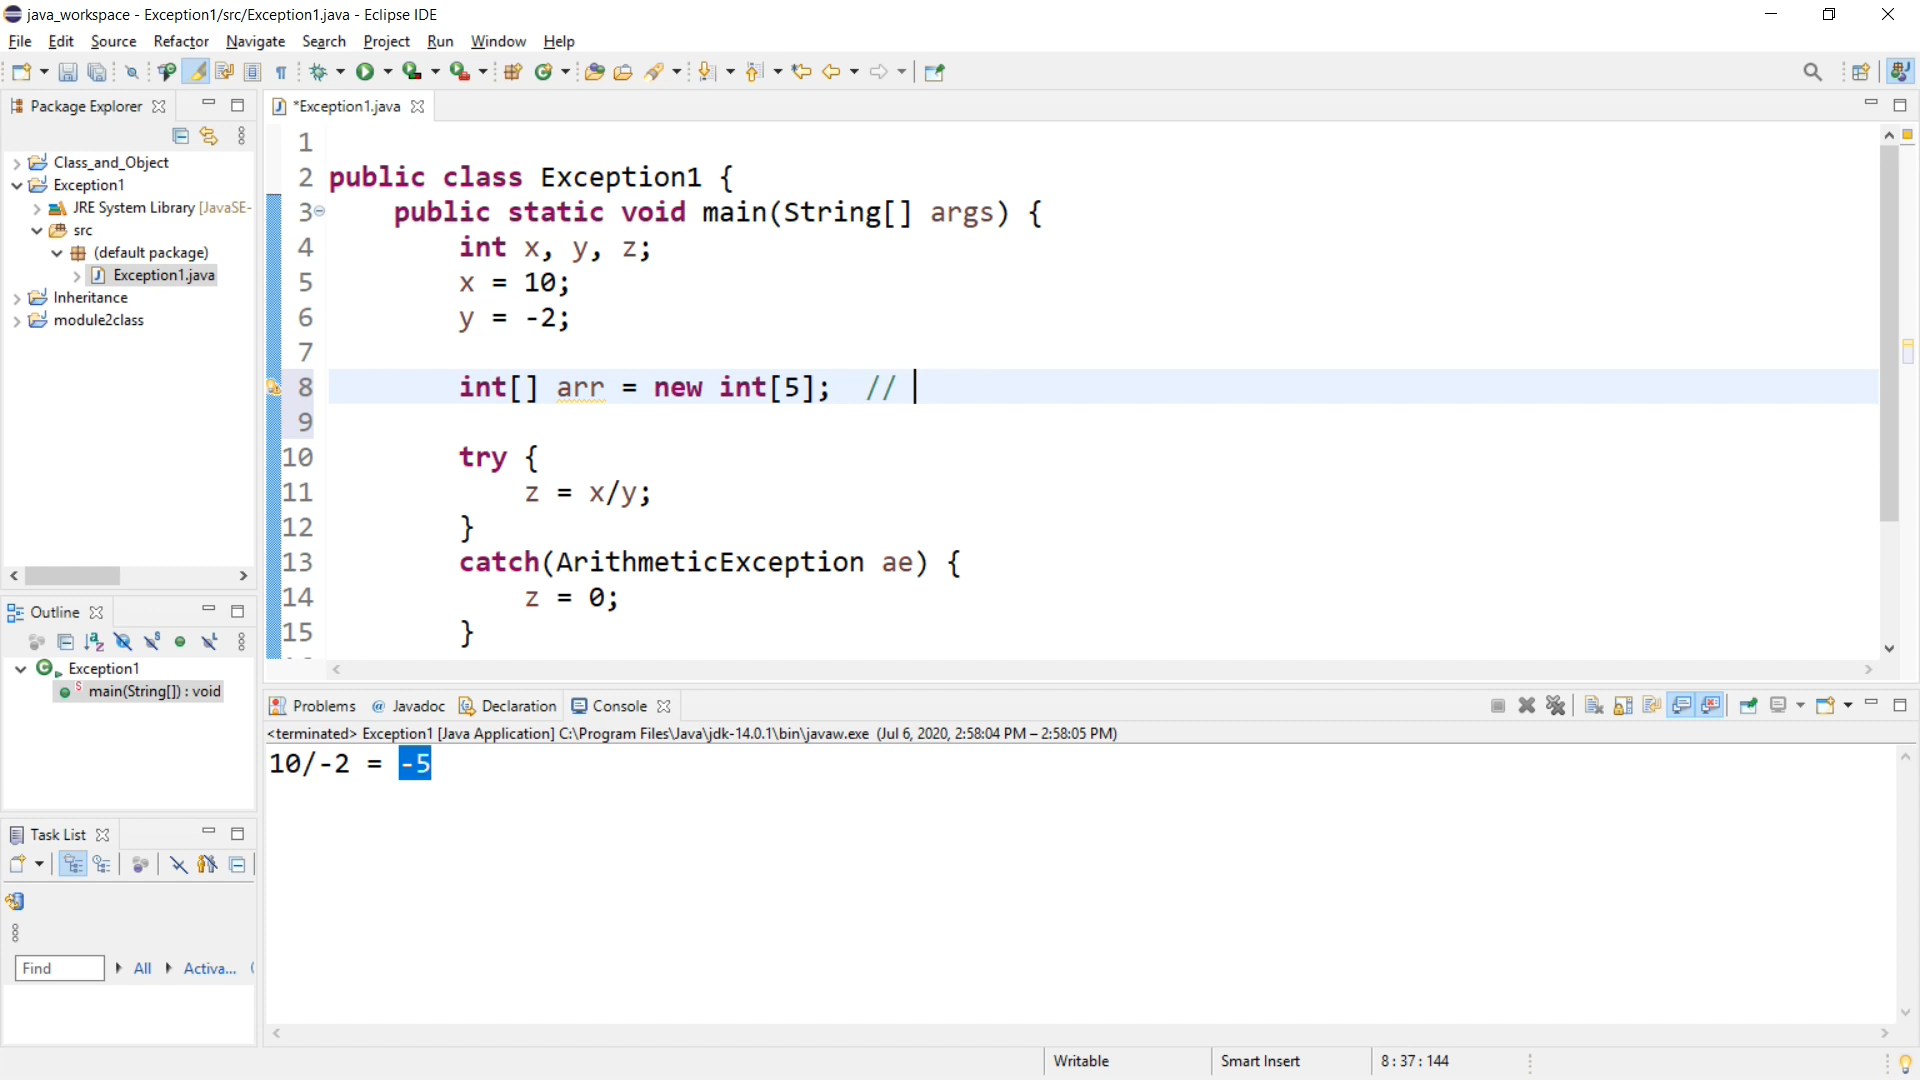 java_workspace - Exception1/src/Exception1.java - Eclipse IDE
File Edit Source Refactor Navigate Search Project Run Window Help
Package Explorer
Class_and_Object
Exception1
JRE System Library [JavaSE-
src
(default package)
Exception1.java
Inheritance
module2class
*Exception1.java
1
2 public class Exception1 {
3 public static void main(String[] args) {
4 int x, y, z;
5 x = 10;
6 y = -2;
7
8 int[] arr = new int[5]; //
9
10 try {
11 z = x/y;
12 }
13 catch(ArithmeticException ae) {
14 z = 0;
15 }
Outline
Exception1
main(String[]) : void
Task List
Find All Activa...
Problems @ Javadoc Declaration Console
<terminated> Exception1 [Java Application] C:\Program Files\Java\jdk-14.0.1\bin\javaw.exe (Jul 6, 2020, 2:58:04 PM – 2:58:05 PM)
10/-2 = -5
Writable Smart Insert 8 : 37 : 144